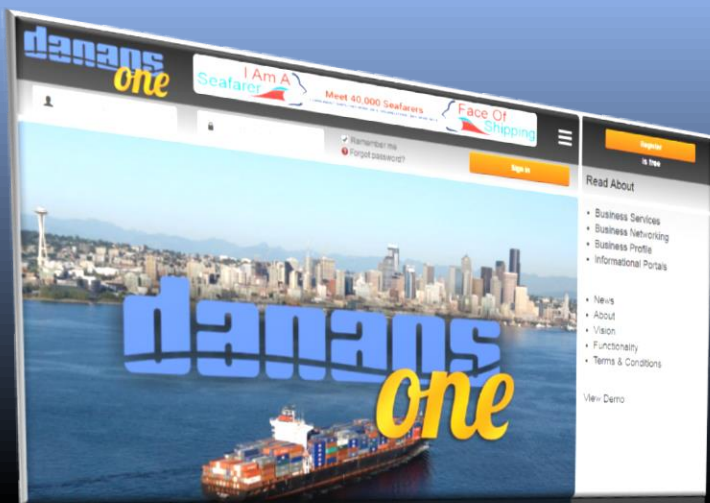 danaos
one
I Am A
Seafarer
Meet 40,000 Seafarers
Face Of
Shipping
Remember me
Forgot password?
Sign in
Register
is free
Read About
Business Services
Business Networking
Business Profile
Informational Portals
News
About
Vision
Functionality
Terms & Conditions
View Demo
danaos
one